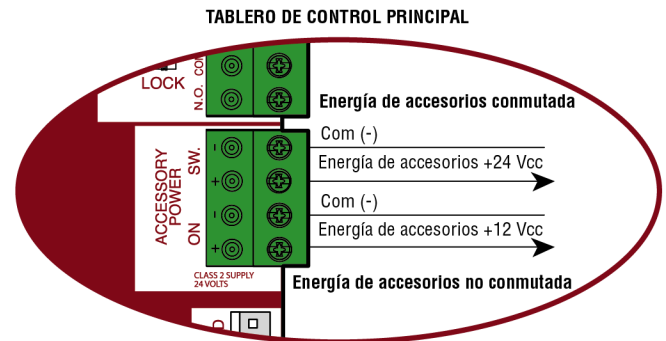 TABLERO DE CONTROL PRINCIPAL
LOCK
N.O. COM
Energía de accesorios conmutada
Com (-)
Energía de accesorios +24 Vcc
Com (-)
Energía de accesorios +12 Vcc
ACCESSORY
POWER
ON SW.
- + - +
CLASS 2 SUPPLY
24 VOLTS
Energía de accesorios no conmutada